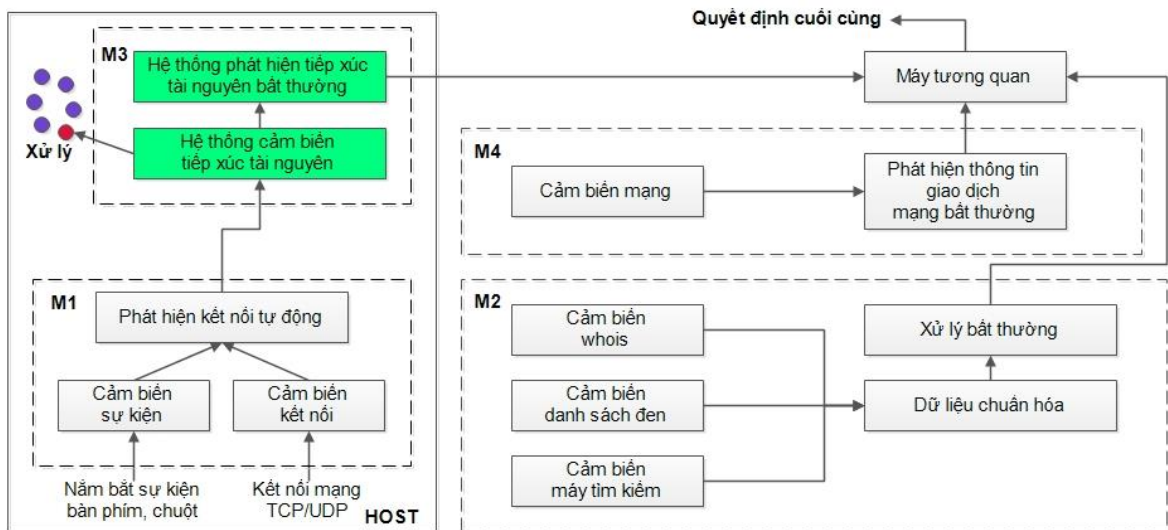 M3
Hệ thống phát hiện tiếp xúc
tài nguyên bất thường
Hệ thống cảm biến
tiếp xúc tài nguyên
Xử lý
M1
Phát hiện kết nối tự động
Cảm biến
sự kiện
Cảm biến
kết nối
Nắm bắt sự kiện
bàn phím, chuột
Kết nối mạng
TCP/UDP
HOST
Quyết định cuối cùng
Máy tương quan
M4
Cảm biến mạng
Phát hiện thông tin
giao dịch
mạng bất thường
M2
Cảm biến
whois
Cảm biến
danh sách đen
Cảm biến
máy tìm kiếm
Xử lý bất thường
Dữ liệu chuẩn hóa